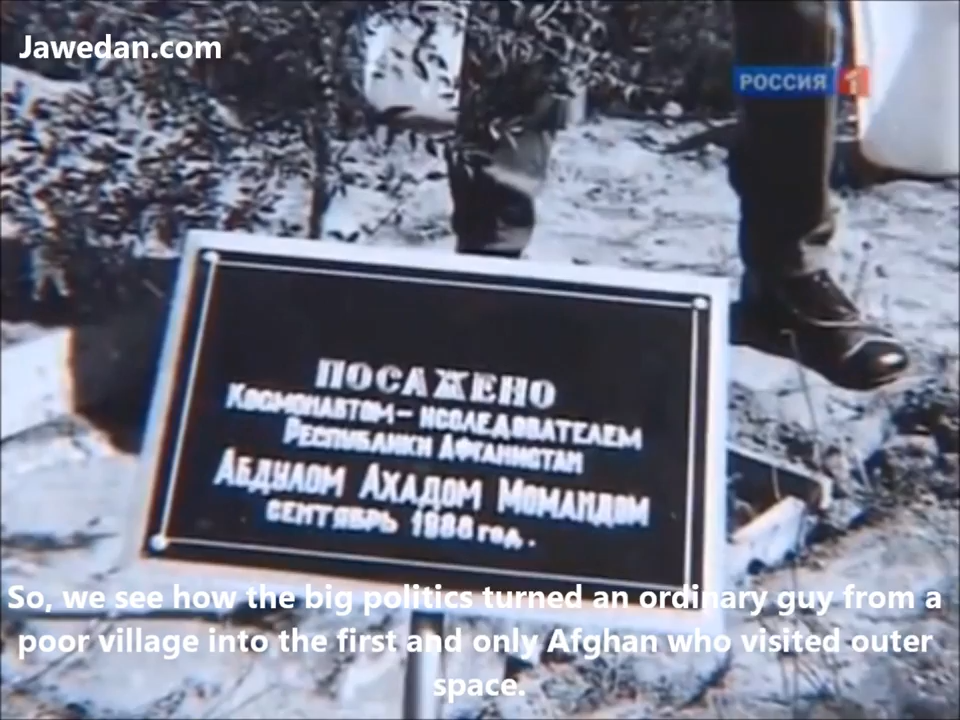 Jawedan.com
РОССИЯ 1
ПОСАЖЕНО
КОСМОНАВТОМ – ИССЛЕДОВАТЕЛЕМ
РЕСПУБЛИКИ АФГАНИСТАН
АБДУЛОМ АХАДОМ МОМАНДОМ
СЕНТЯБРЬ 1988 год.
So, we see how the big politics turned an ordinary guy from a
poor village into the first and only Afghan who visited outer
space.